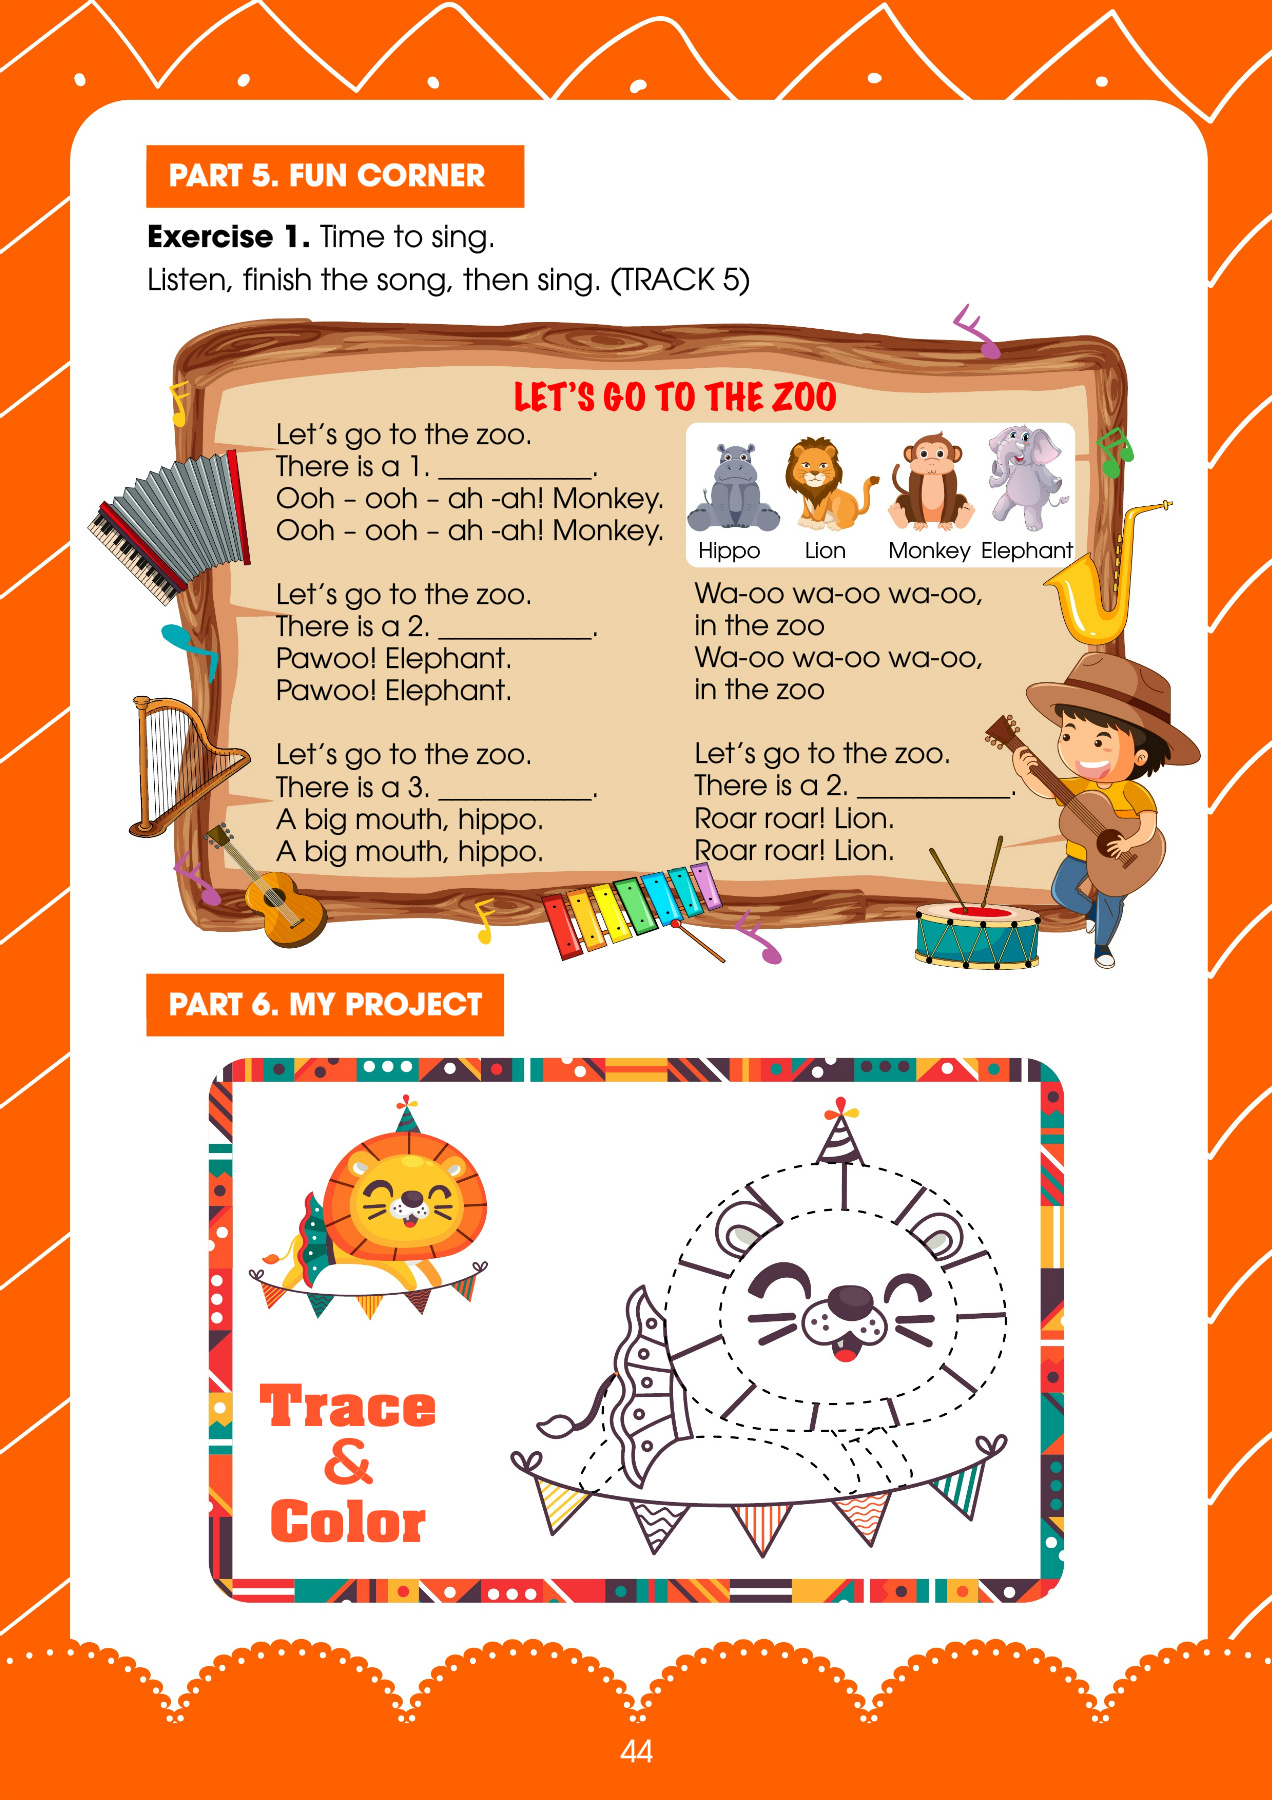 PART 5. FUN CORNER
Exercise 1. Time to sing.
Listen, finish the song, then sing. (TRACK 5)
LET'S GO TO THE ZOO
Let's go to the zoo.
There is a 1. ___________.
Ooh – ooh – ah -ah! Monkey.
Ooh – ooh – ah -ah! Monkey.
Let's go to the zoo.
There is a 2. ___________.
Pawoo! Elephant.
Pawoo! Elephant.
Let's go to the zoo.
There is a 3. ___________.
A big mouth, hippo.
A big mouth, hippo.
Hippo Lion Monkey Elephant
Wa-oo wa-oo wa-oo,
in the zoo
Wa-oo wa-oo wa-oo,
in the zoo
Let's go to the zoo.
There is a 2. ___________.
Roar roar! Lion.
Roar roar! Lion.
PART 6. MY PROJECT
Trace
&
Color
44